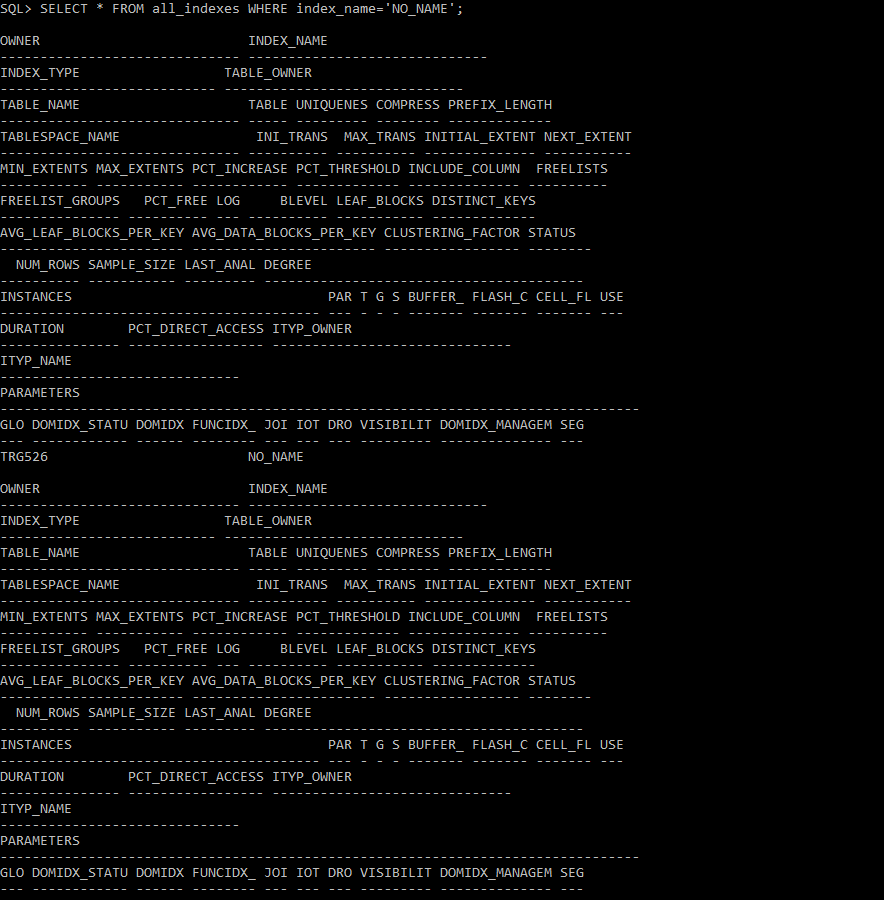 SQL> SELECT * FROM all_indexes WHERE index_name='NO_NAME';

OWNER                          INDEX_NAME
------------------------------ ------------------------------
INDEX_TYPE                  TABLE_OWNER
--------------------------- ------------------------------
TABLE_NAME                     TABLE UNIQUENES COMPRESS PREFIX_LENGTH
------------------------------ ----- --------- -------- -------------
TABLESPACE_NAME                 INI_TRANS  MAX_TRANS INITIAL_EXTENT NEXT_EXTENT
------------------------------ ---------- ---------- -------------- -----------
MIN_EXTENTS MAX_EXTENTS PCT_INCREASE PCT_THRESHOLD INCLUDE_COLUMN  FREELISTS
----------- ----------- ------------ ------------- -------------- ----------
FREELIST_GROUPS   PCT_FREE LOG     BLEVEL LEAF_BLOCKS DISTINCT_KEYS
--------------- ---------- --- ---------- ----------- -------------
AVG_LEAF_BLOCKS_PER_KEY AVG_DATA_BLOCKS_PER_KEY CLUSTERING_FACTOR STATUS
----------------------- ----------------------- ----------------- --------
  NUM_ROWS SAMPLE_SIZE LAST_ANAL DEGREE
---------- ----------- --------- ----------------------------------------
INSTANCES                                PAR T G S BUFFER_ FLASH_C CELL_FL USE
---------------------------------------- --- - - - ------- ------- ------- ---
DURATION        PCT_DIRECT_ACCESS ITYP_OWNER
--------------- ----------------- ------------------------------
ITYP_NAME
------------------------------
PARAMETERS
--------------------------------------------------------------------------------
GLO DOMIDX_STATU DOMIDX FUNCIDX_ JOI IOT DRO VISIBILIT DOMIDX_MANAGEM SEG
--- ------------ ------ -------- --- --- --- --------- -------------- ---
TRG526                         NO_NAME

OWNER                          INDEX_NAME
------------------------------ ------------------------------
INDEX_TYPE                  TABLE_OWNER
--------------------------- ------------------------------
TABLE_NAME                     TABLE UNIQUENES COMPRESS PREFIX_LENGTH
------------------------------ ----- --------- -------- -------------
TABLESPACE_NAME                 INI_TRANS  MAX_TRANS INITIAL_EXTENT NEXT_EXTENT
------------------------------ ---------- ---------- -------------- -----------
MIN_EXTENTS MAX_EXTENTS PCT_INCREASE PCT_THRESHOLD INCLUDE_COLUMN  FREELISTS
----------- ----------- ------------ ------------- -------------- ----------
FREELIST_GROUPS   PCT_FREE LOG     BLEVEL LEAF_BLOCKS DISTINCT_KEYS
--------------- ---------- --- ---------- ----------- -------------
AVG_LEAF_BLOCKS_PER_KEY AVG_DATA_BLOCKS_PER_KEY CLUSTERING_FACTOR STATUS
----------------------- ----------------------- ----------------- --------
  NUM_ROWS SAMPLE_SIZE LAST_ANAL DEGREE
---------- ----------- --------- ----------------------------------------
INSTANCES                                PAR T G S BUFFER_ FLASH_C CELL_FL USE
---------------------------------------- --- - - - ------- ------- ------- ---
DURATION        PCT_DIRECT_ACCESS ITYP_OWNER
--------------- ----------------- ------------------------------
ITYP_NAME
------------------------------
PARAMETERS
--------------------------------------------------------------------------------
GLO DOMIDX_STATU DOMIDX FUNCIDX_ JOI IOT DRO VISIBILIT DOMIDX_MANAGEM SEG
--- ------------ ------ -------- --- --- --- --------- -------------- ---